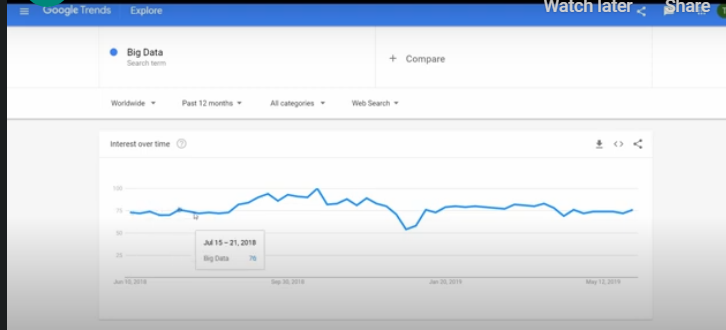 Watch later Share
Google Trends Explore
Big Data
Search term
+ Compare
Worldwide Past 12 months All categories Web Search
Interest over time
100
75
50
25
Jul 15 – 21, 2018
Big Data 76
Jun 10, 2018 Sep 30, 2018 Jan 20, 2019 May 12, 2019